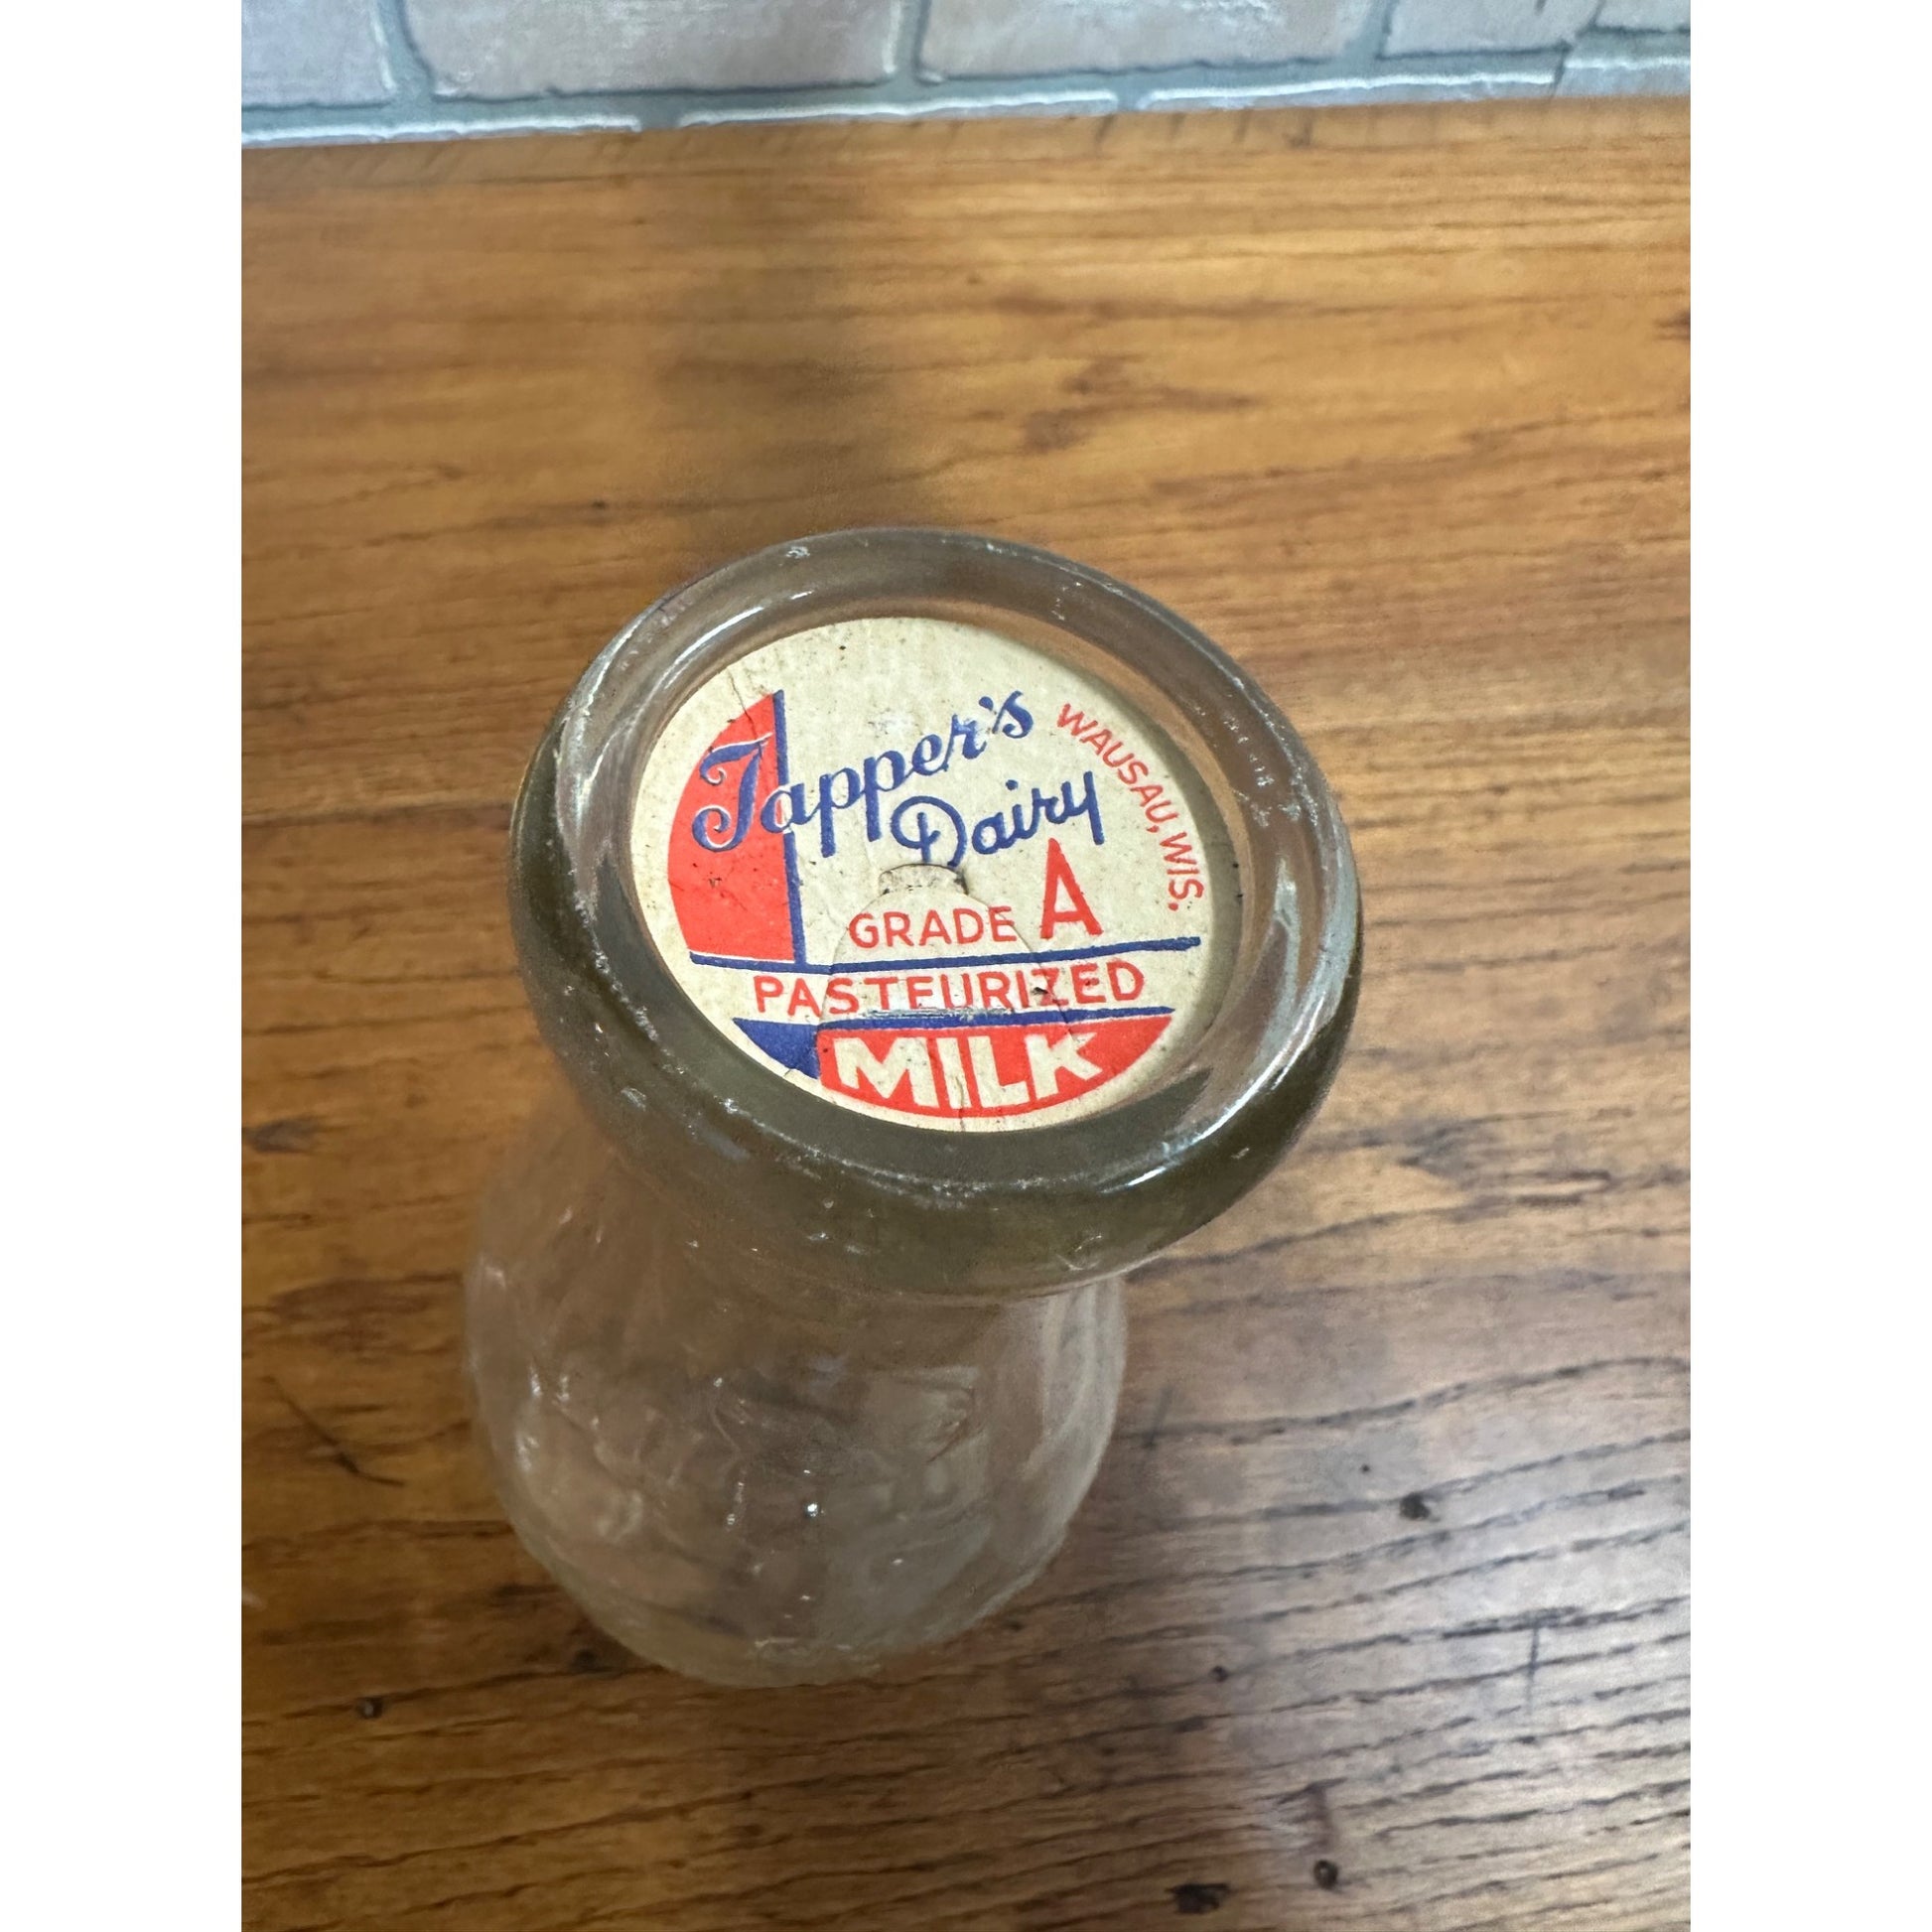 Tapper's
Dairy
WAUSAU, WIS.
GRADE A
PASTEURIZED
MILK